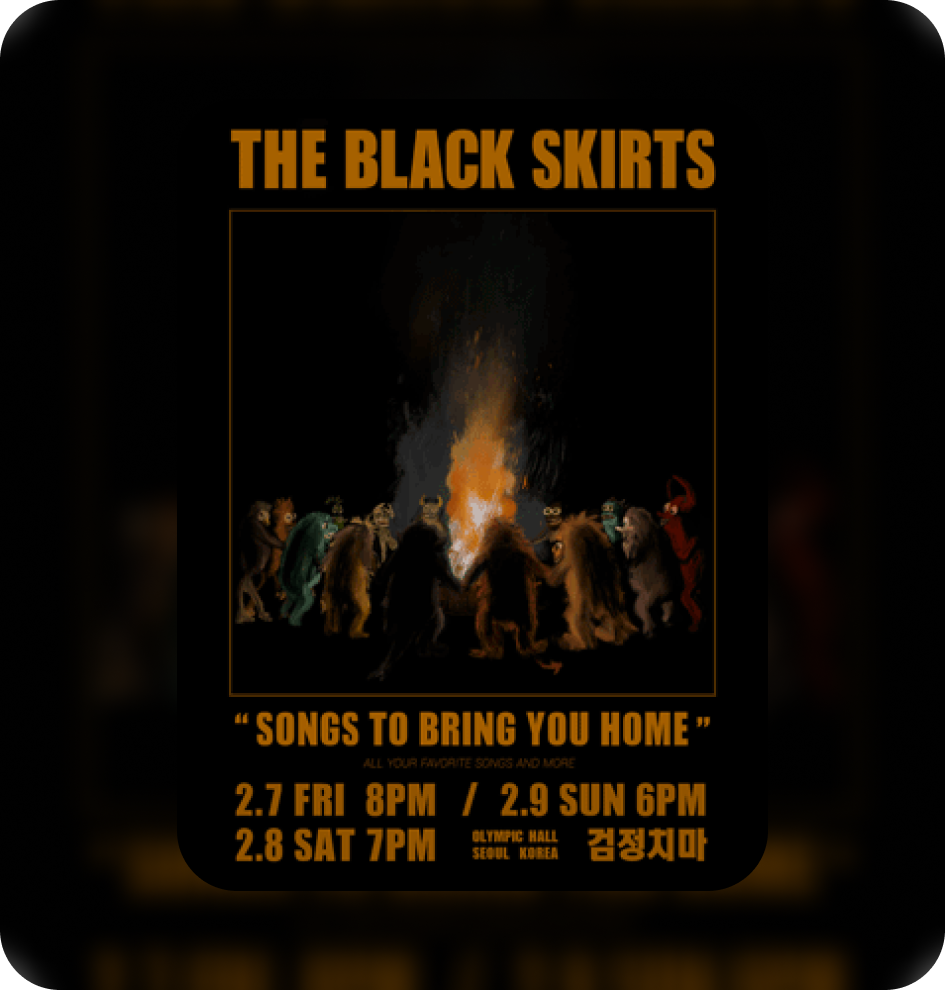 THE BLACK SKIRTS
“ SONGS TO BRING YOU HOME ”
ALL YOUR FAVORITE SONGS AND MORE
2.7 FRI 8PM / 2.9 SUN 6PM
2.8 SAT 7PM
OLYMPIC HALL
SEOUL KOREA
검정치마